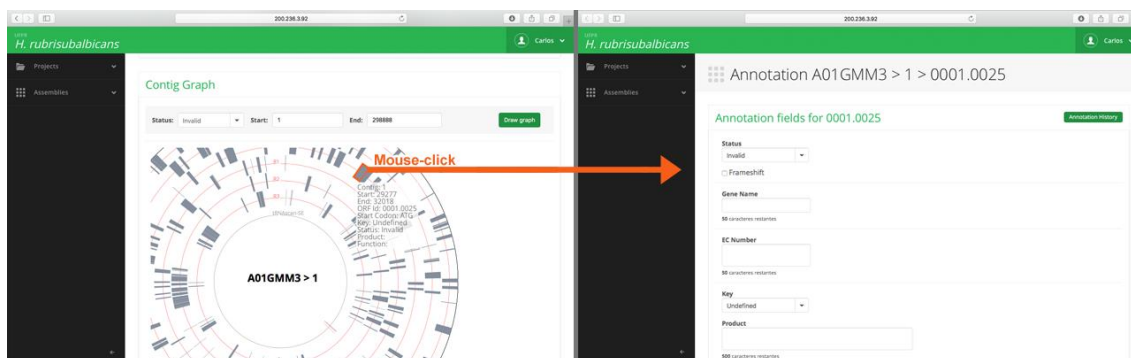 200.236.3.92
UFPR
H. rubrisubalbicans
Carlos
Projects
Assemblies
Contig Graph
Status: Invalid Start: 1 End: 298888 Draw graph
Mouse-click
Contig: 1
Start: 29277
End: 32018
ORF Id: 0001.0025
Start Codon: ATG
Key: Undefined
Status: Invalid
Product:
Function:
A01GMM3 > 1
200.236.3.92
UFPR
H. rubrisubalbicans
Carlos
Projects
Assemblies
Annotation A01GMM3 > 1 > 0001.0025
Annotation fields for 0001.0025
Annotation History
Status
Invalid
Frameshift
Gene Name
50 caracteres restantes
EC Number
50 caracteres restantes
Key
Undefined
Product
500 caracteres restantes